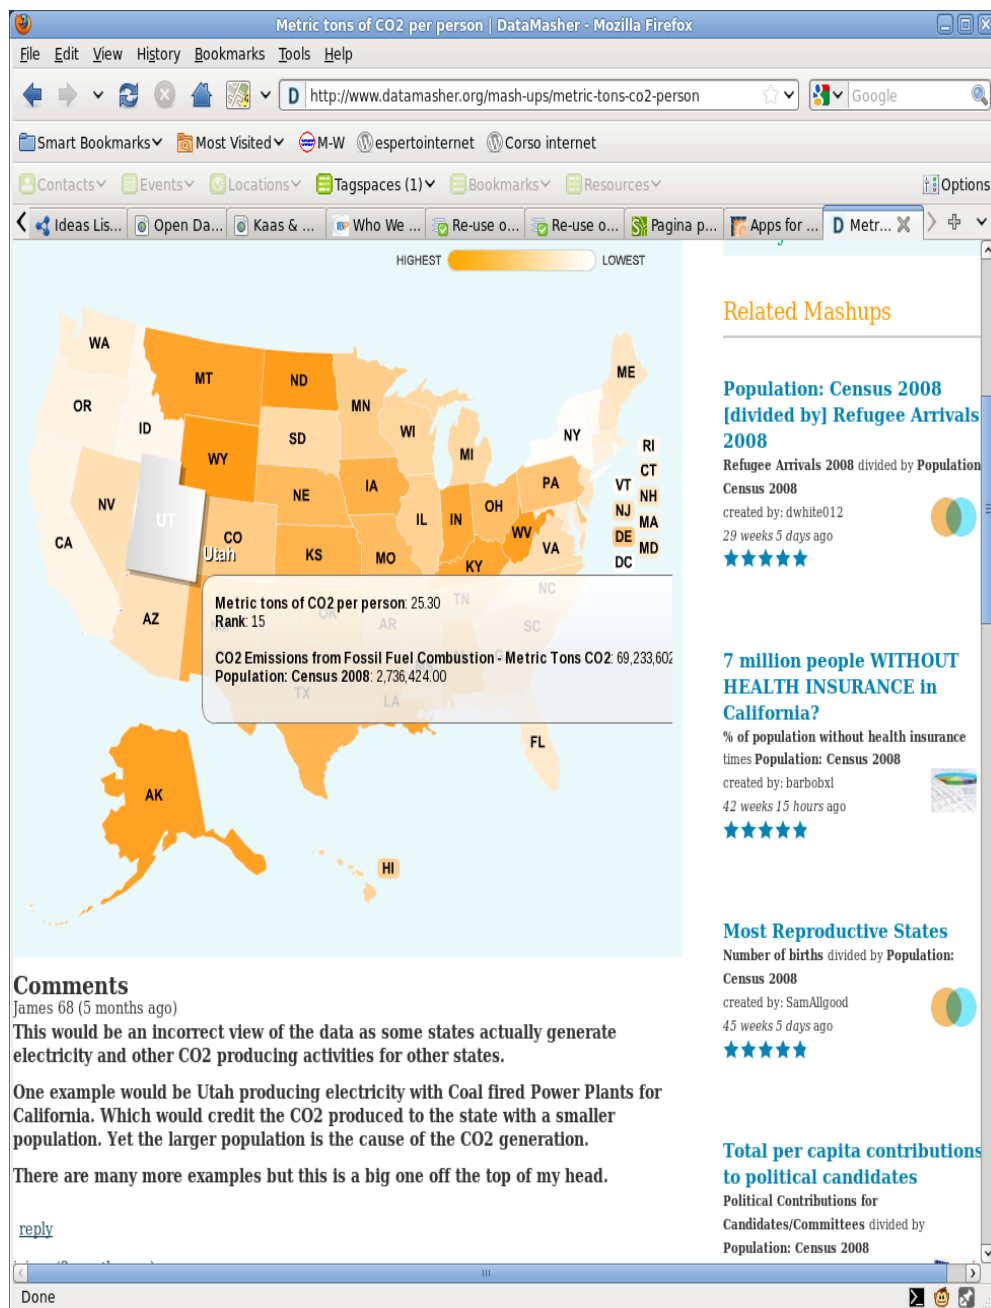 Metric tons of CO2 per person | DataMasher - Mozilla Firefox
File Edit View History Bookmarks Tools Help
D http://www.datamasher.org/mash-ups/metric-tons-co2-person Google
Smart Bookmarks Most Visited M-W espertointernet Corso internet
Contacts Events Locations Tagspaces (1) Bookmarks Resources Options
Ideas Lis... Open Da... Kaas & ... IBP Who We ... Re-use o... Re-use o... Pagina p... Apps for ... D Metr...
HIGHEST LOWEST
WA
MT
ND
ME
OR
MN
ID
SD
WI
NY
RI
WY
MI
CT
VT
NH
NV
UT
NE
IA
PA
OH
NJ
MA
IL
IN
WV
DE
MD
CA
CO
KS
MO
KY
VA
DC
Utah
AZ
NM
OK
AR
TN
NC
SC
TX
LA
Metric tons of CO2 per person: 25.30
Rank: 15
CO2 Emissions from Fossil Fuel Combustion - Metric Tons CO2: 69,233,602
Population: Census 2008: 2,736,424.00
FL
AK
HI
Comments
James 68 (5 months ago)
This would be an incorrect view of the data as some states actually generate
electricity and other CO2 producing activities for other states.
One example would be Utah producing electricity with Coal fired Power Plants for
California. Which would credit the CO2 produced to the state with a smaller
population. Yet the larger population is the cause of the CO2 generation.
There are many more examples but this is a big one off the top of my head.
reply
Related Mashups
Population: Census 2008
[divided by] Refugee Arrivals
2008
Refugee Arrivals 2008 divided by Population
Census 2008
created by: dwhite012
29 weeks 5 days ago
7 million people WITHOUT
HEALTH INSURANCE in
California?
% of population without health insurance
times Population: Census 2008
created by: barbobxl
42 weeks 15 hours ago
Most Reproductive States
Number of births divided by Population:
Census 2008
created by: SamAllgood
45 weeks 5 days ago
Total per capita contributions
to political candidates
Political Contributions for
Candidates/Committees divided by
Population: Census 2008
Done